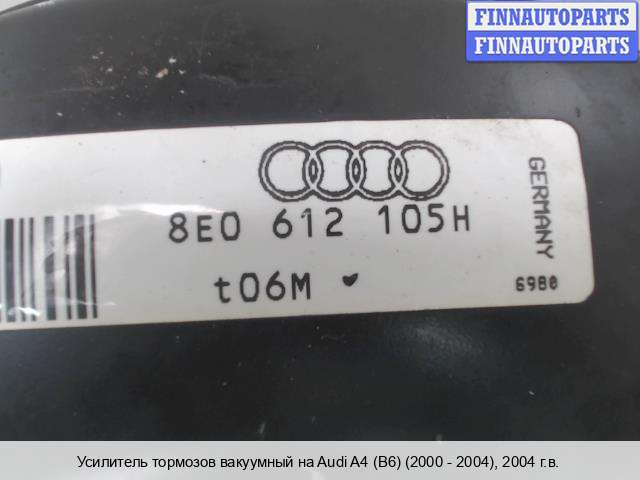 FINNAUTOPARTS
FINNAUTOPARTS
GERMANY
8E0 612 105H
t06M
6980
Усилитель тормозов вакуумный на Audi A4 (B6) (2000 - 2004), 2004 г.в.